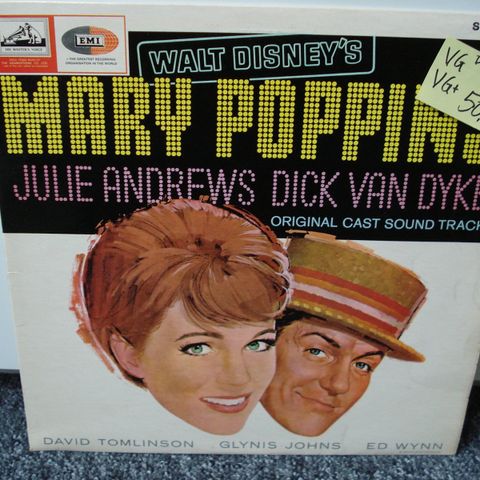 HIS MASTER'S VOICE
EMI
THE GREATEST RECORDING
ORGANISATION IN THE WORLD
S
WALT DISNEY'S
VG
VG+ 50
MARY POPPINS
JULIE ANDREWS DICK VAN DYKE
ORIGINAL CAST SOUND TRACK
DAVID TOMLINSON GLYNIS JOHNS ED WYNN